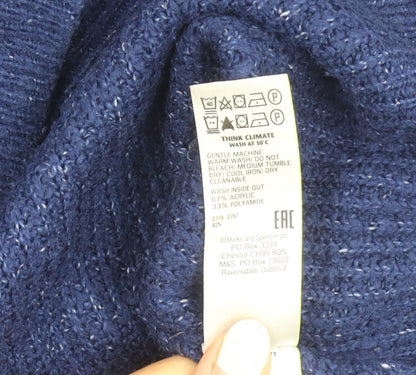 THINK CLIMATE
WASH AT 30°C
GENTLE MACHINE
WARM WASH: DO NOT
BLEACH: MEDIUM TUMBLE
DRY: COOL IRON: DRY
CLEANABLE
WASH INSIDE OUT
67% ACRYLIC
33% POLYAMIDE
EAC
©Marks and Spencer plc
PO Box 3339
Chester CH99 9QS
M&S, PO Box 13022
Ravensdale, Dublin 2